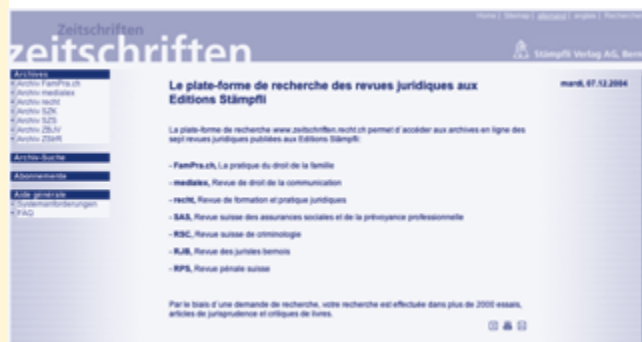 Home | Sitemap | allemand | anglais | Recherche
Zeitschriften
zeitschriften
Stämpfli Verlag AG, Bern
Archives
Archiv FamPra.ch
Archiv medialex
Archiv recht
Archiv SZK
Archiv SZS
Archiv ZBJV
Archiv ZStrR
Archiv-Suche
Abonnemente
Aide générale
Systemanforderungen
FAQ
Le plate-forme de recherche des revues juridiques aux
Editions Stämpfli
mardi, 07.12.2004
La plate-forme de recherche www.zeitschriften.recht.ch permet d´accéder aux archives en ligne des
sept revues juridiques publiées aux Editions Stämpfli:
- FamPra.ch, La pratique du droit de la famille
- medialex, Revue de droit de la communication
- recht, Revue de formation et pratique juridiques
- SAS, Revue suisse des assurances sociales et de la prévoyance professionnelle
- RSC, Revue suisse de criminologie
- RJB, Revue des juristes bernois
- RPS, Revue pénale suisse
Par le biais d´une demande de recherche, votre recherche est effectuée dans plus de 2000 essais,
articles de jurisprudence et critiques de livres.